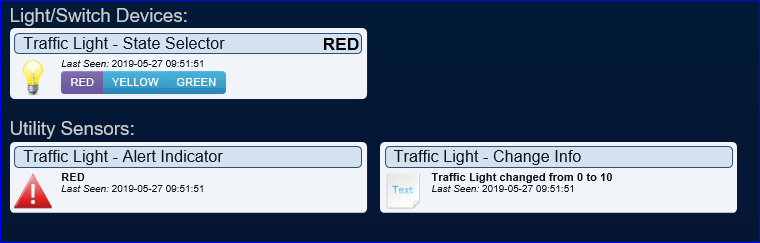 Light/Switch Devices:
Traffic Light - State Selector RED
Last Seen: 2019-05-27 09:51:51
RED YELLOW GREEN
Utility Sensors:
Traffic Light - Alert Indicator
RED
Last Seen: 2019-05-27 09:51:51
Traffic Light - Change Info
Text
Traffic Light changed from 0 to 10
Last Seen: 2019-05-27 09:51:51